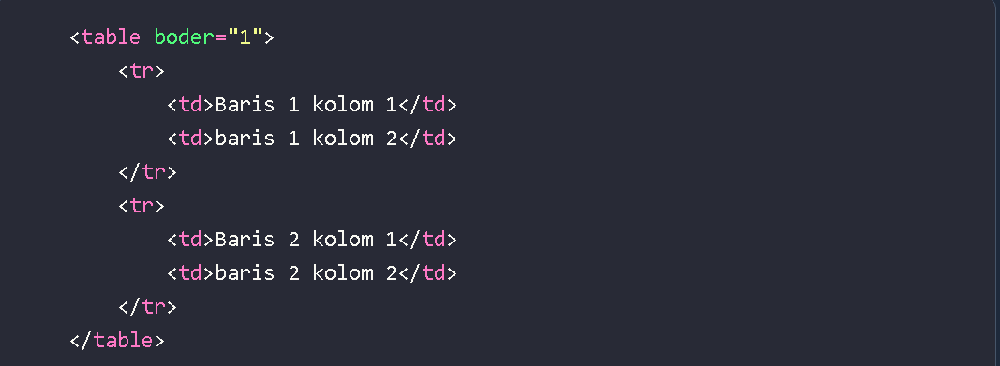 <table boder="1">
<tr>
<td>Baris 1 kolom 1</td>
<td>baris 1 kolom 2</td>
</tr>
<tr>
<td>Baris 2 kolom 1</td>
<td>baris 2 kolom 2</td>
</tr>
</table>